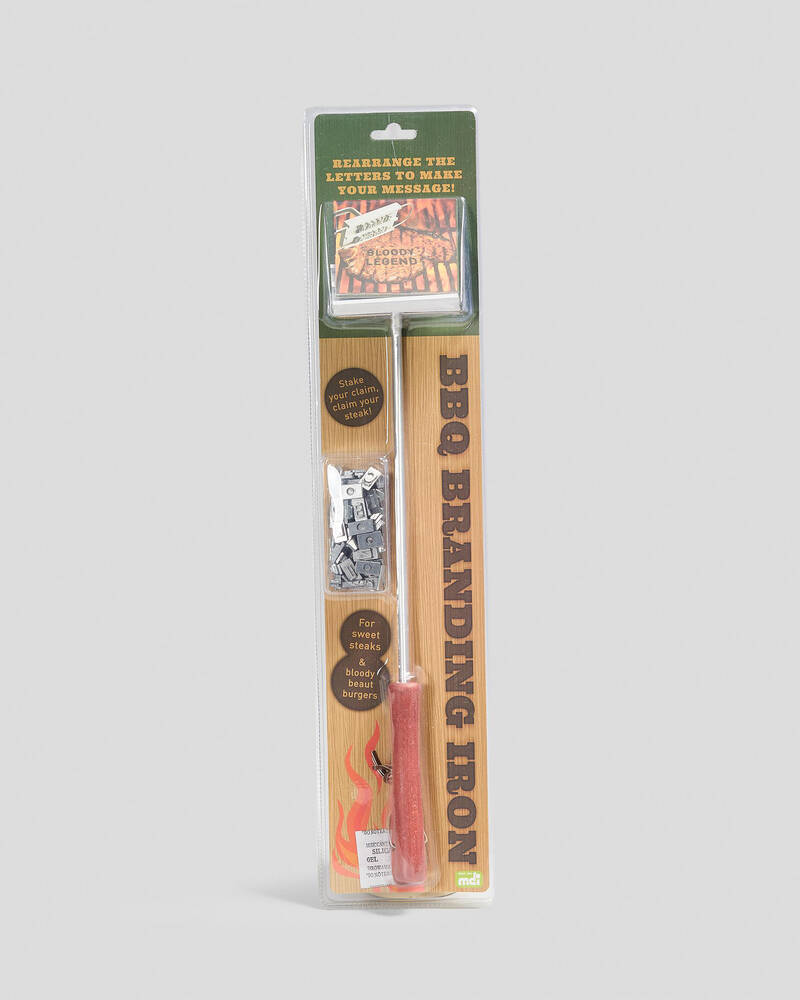 REARRANGE THE
LETTERS TO MAKE
YOUR MESSAGE!
BLOODY
LEGEND
Stake
your claim,
claim your
steak!
BBQ BRANDING IRON
For
sweet
steaks
&
bloody
beaut
burgers
GEL
mdi